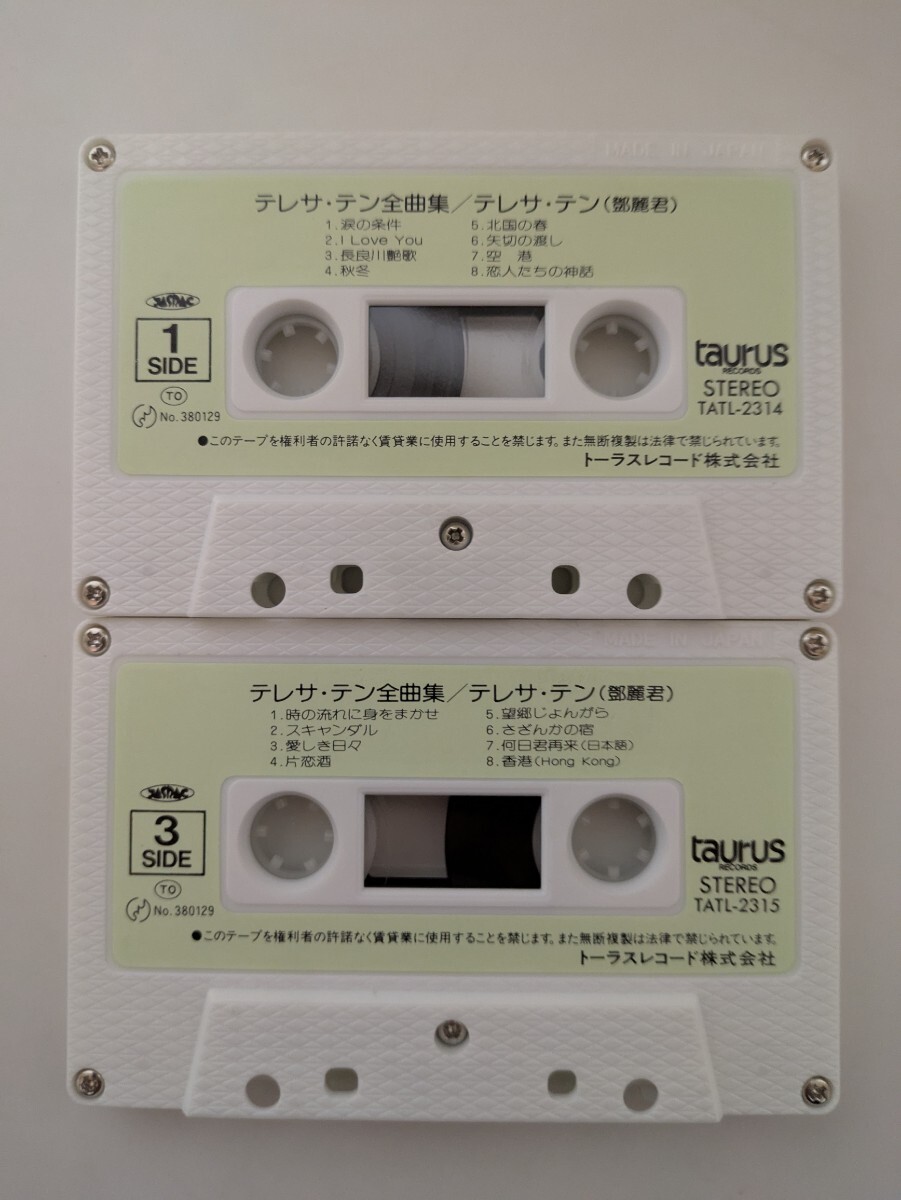 MADE IN JAPAN
テレサ・テン全曲集／テレサ・テン(鄧麗君)
1.涙の条件
2.I Love You
3.長良川艶歌
4.秋冬
5.北国の春
6.矢切の渡し
7.空　港
8.恋人たちの神話
JASRAC
1
SIDE
TO
No.380129
taurus
RECORDS
STEREO
TATL-2314
●このテープを権利者の許諾なく賃貸業に使用することを禁じます。また無断複製は法律で禁じられています。
トーラスレコード株式会社
MADE IN JAPAN
テレサ・テン全曲集／テレサ・テン(鄧麗君)
1.時の流れに身をまかせ
2.スキャンダル
3.愛しき日々
4.片恋酒
5.望郷じょんがら
6.さざんかの宿
7.何日君再来(日本語)
8.香港(Hong Kong)
JASRAC
3
SIDE
TO
No.380129
taurus
RECORDS
STEREO
TATL-2315
●このテープを権利者の許諾なく賃貸業に使用することを禁じます。また無断複製は法律で禁じられています。
トーラスレコード株式会社